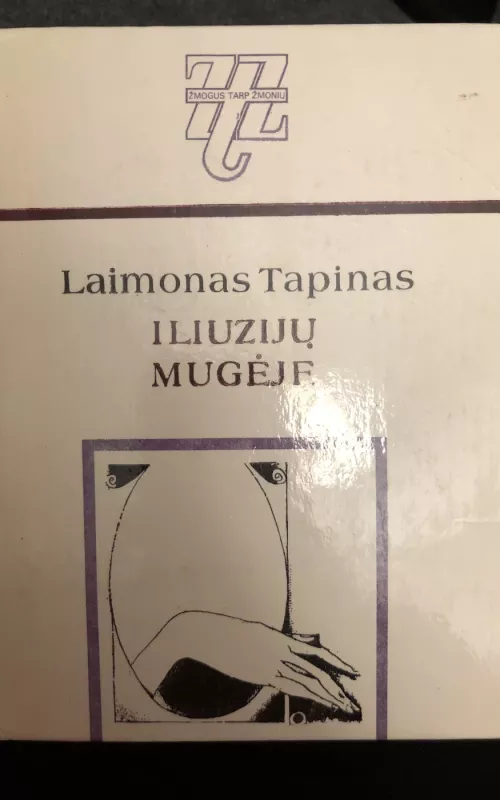 ŽMOGUS TARP ŽMONIŲ
Laimonas Tapinas
ILIUZIJŲ
MUGĖJE